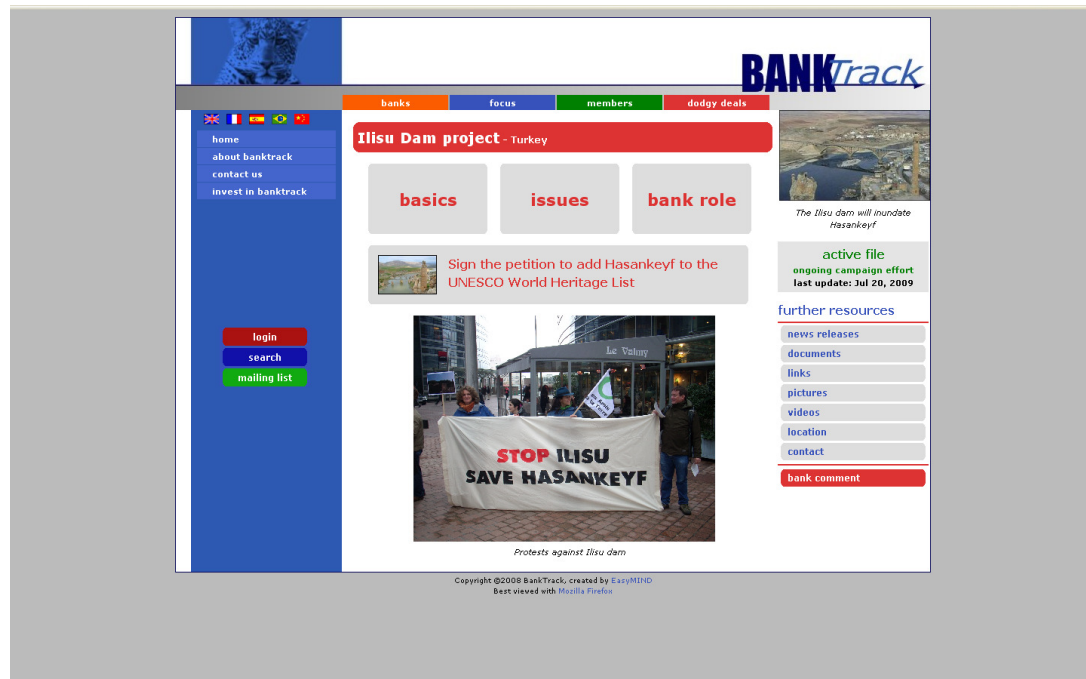 BANKTrack
banks focus members dodgy deals
home
about banktrack
contact us
invest in banktrack
login
search
mailing list
Ilisu Dam project - Turkey
basics issues bank role
Sign the petition to add Hasankeyf to the
UNESCO World Heritage List
Le Valmy
STOP ILISU
SAVE HASANKEYF
Protests against Ilisu dam
The Ilisu dam will inundate
Hasankeyf
active file
ongoing campaign effort
last update: Jul 20, 2009
further resources
news releases
documents
links
pictures
videos
location
contact
bank comment
Copyright ©2008 BankTrack, created by EasyMIND
Best viewed with Mozilla Firefox